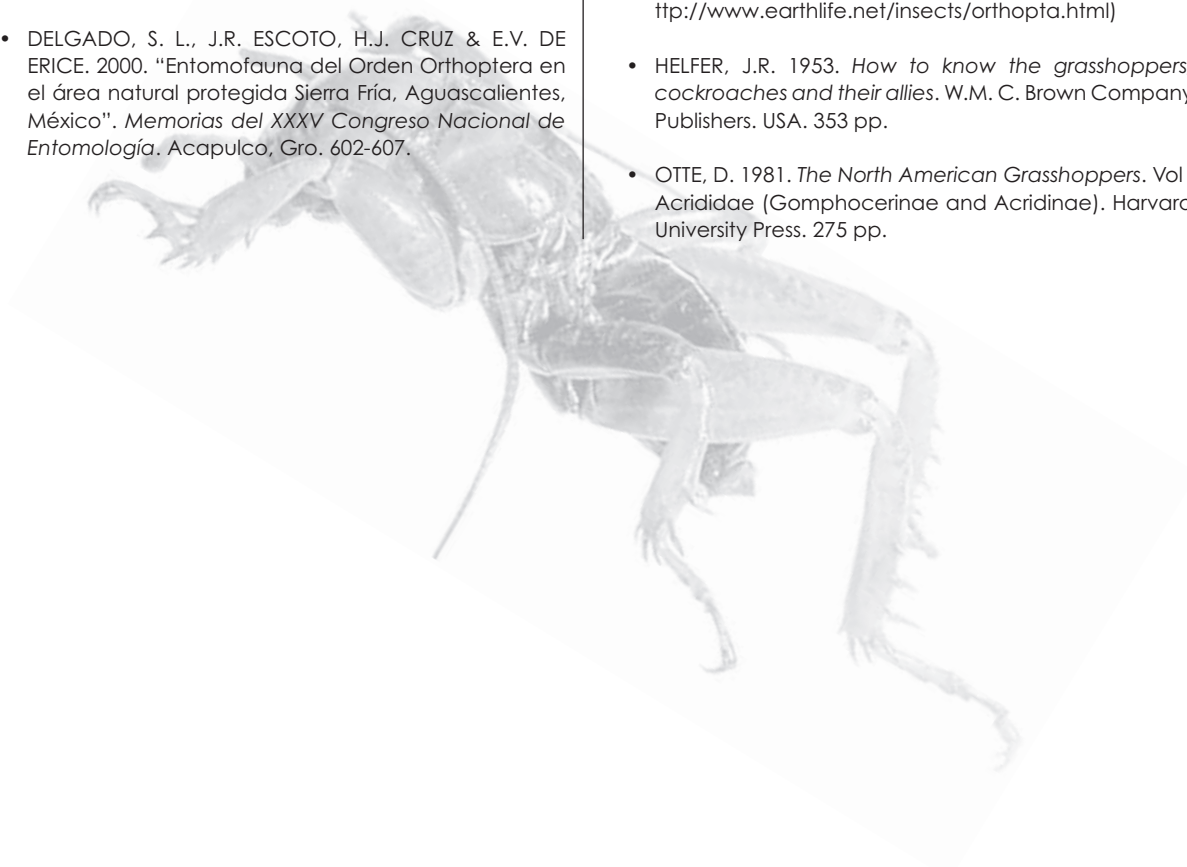 • DELGADO, S. L., J.R. ESCOTO, H.J. CRUZ & E.V. DE
ERICE. 2000. “Entomofauna del Orden Orthoptera en
el área natural protegida Sierra Fría, Aguascalientes,
México”. Memorias del XXXV Congreso Nacional de
Entomología. Acapulco, Gro. 602-607.
ttp://www.earthlife.net/insects/orthopta.html)
• HELFER, J.R. 1953. How to know the grasshoppers
cockroaches and their allies. W.M. C. Brown Company
Publishers. USA. 353 pp.
• OTTE, D. 1981. The North American Grasshoppers. Vol
Acrididae (Gomphocerinae and Acridinae). Harvard
University Press. 275 pp.